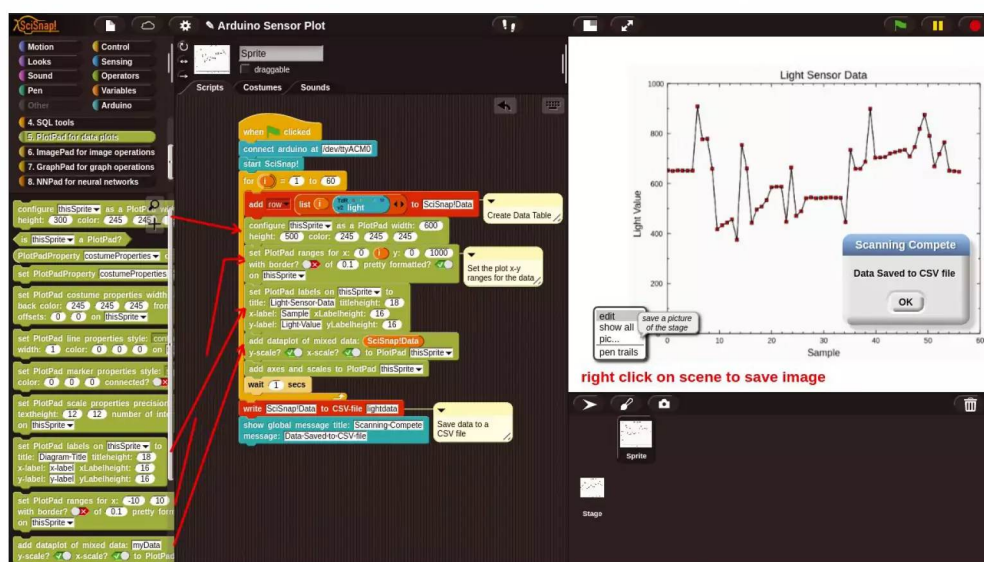 SciSnap!
Arduino Sensor Plot
Motion
Control
Looks
Sensing
Sound
Operators
Pen
Variables
Other
Arduino
4. SQL tools
5. PlotPad for data plots
6. ImagePad for image operations
7. GraphPad for graph operations
8. NNPad for neural networks
configure thisSprite as a PlotPad
height: 300 color: 245 245
is thisSprite a PlotPad?
PlotPadProperty costumeProperties
set PlotPadProperty costumeProperties
set PlotPad costume properties width
back color: 245 245 245
offsets: 0 0 on thisSprite
set PlotPad line properties style:
width: 1 color: 0 0 0
set PlotPad marker properties style:
color: 0 0 0 connected?
set PlotPad scale properties precision
textheight: 12 12 number of
on thisSprite
set PlotPad labels on thisSprite to
title: Diagram-Title titleheight: 18
x-label: x-label xLabelheight: 16
y-label: y-label yLabelheight: 16
set PlotPad ranges for x: -10 10
with border? of 0.1 pretty
on thisSprite
add dataplot of mixed data: myData
y-scale? x-scale? to PlotPad
Sprite
draggable
Scripts
Costumes
Sounds
when clicked
connect arduino at /dev/ttyACM0
start SciSnap!
for i = 1 to 60
add row list i light to SciSnap!Data
Create Data Table
configure thisSprite as a PlotPad width: 600
height: 500 color: 245 245 245
set PlotPad ranges for x: 0 i y: 0 1000
with border? of 0.1 pretty formatted?
on thisSprite
Set the plot x-y
ranges for the data
set PlotPad labels on thisSprite to
title: Light-Sensor-Data titleheight: 18
x-label: Sample xLabelheight: 16
y-label: Light-Value yLabelheight: 16
add dataplot of mixed data: SciSnap!Data
y-scale? x-scale? to PlotPad thisSprite
add axes and scales to PlotPad thisSprite
wait 1 secs
write SciSnap!Data to CSV-file lightdata
show global message title: Scanning-Compete
message: Data-Saved-to-CSV-file
Save data to a
CSV file
Light Sensor Data
1000
800
600
400
200
Light Value
0
10
20
30
40
50
60
Sample
Scanning Compete
Data Saved to CSV file
OK
edit
show all
pic...
pen trails
save a picture
of the stage
right click on scene to save image
Sprite
Stage